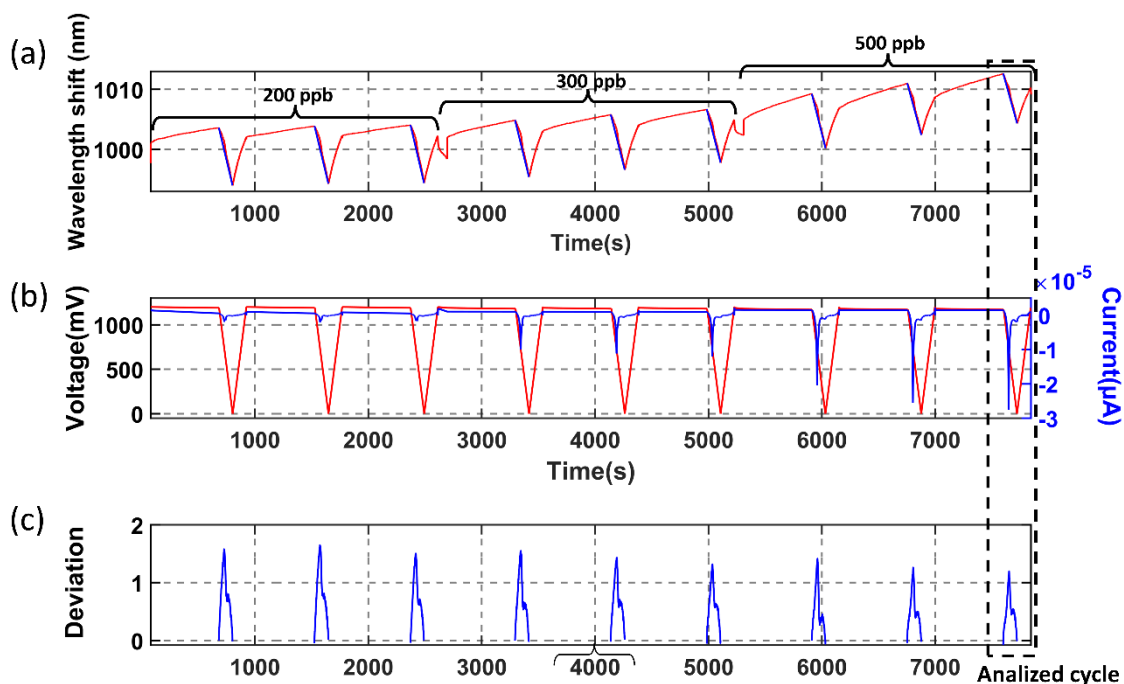 (a)
Wavelength shift (nm)
1010
1000
200 ppb
300 ppb
500 ppb
1000 2000 3000 4000 5000 6000 7000
Time(s)
(b)
Voltage(mV)
1000
500
0
×10⁻⁵
0
-1
-2
-3
Current(μA)
1000 2000 3000 4000 5000 6000 7000
Time(s)
(c)
Deviation
2
1
0
1000 2000 3000 4000 5000 6000 7000
Analized cycle